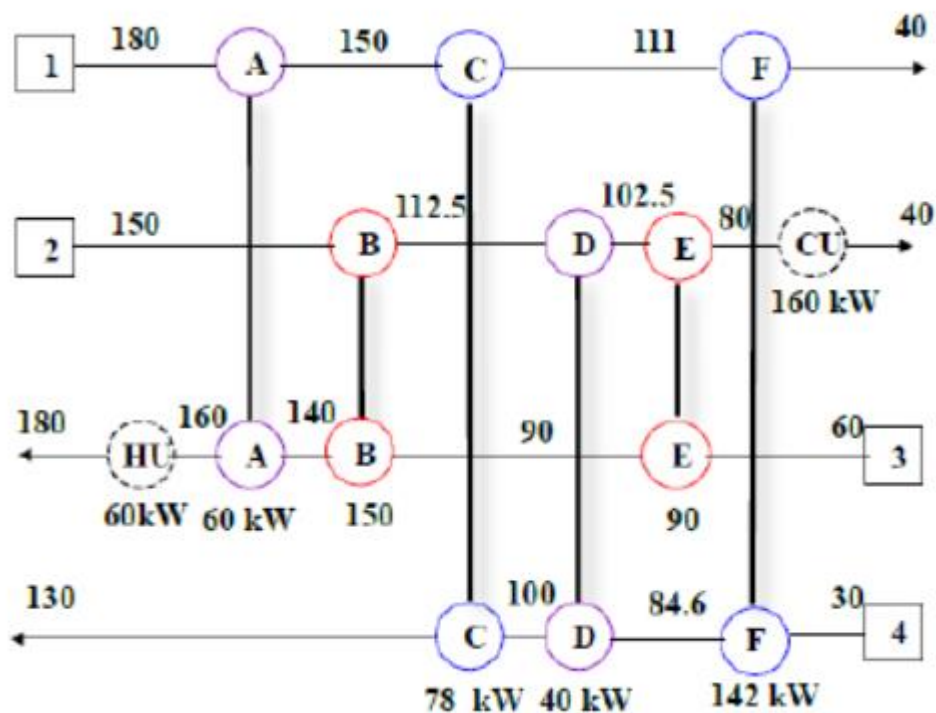 180 150 111 40
1 A C F
112.5 102.5
150 80 40
2 B D E CU
160 kW
180 160 140 90 60
HU A B E 3
60kW 60 kW 150 90
130 100 84.6 30
C D F 4
78 kW 40 kW 142 kW